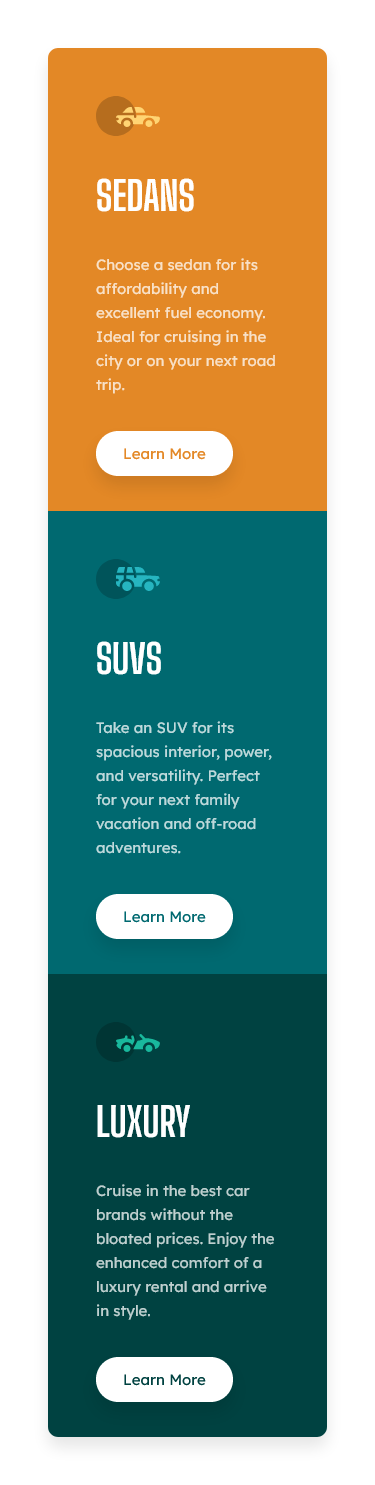 SEDANS
Choose a sedan for its
affordability and
excellent fuel economy.
Ideal for cruising in the
city or on your next road
trip.
Learn More
SUVS
Take an SUV for its
spacious interior, power,
and versatility. Perfect
for your next family
vacation and off-road
adventures.
Learn More
LUXURY
Cruise in the best car
brands without the
bloated prices. Enjoy the
enhanced comfort of a
luxury rental and arrive
in style.
Learn More